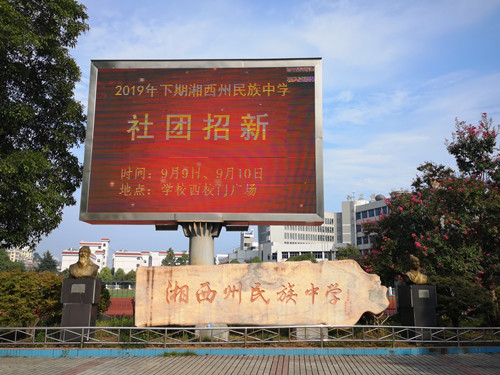 2019年下期湘西州民族中学
社团招新
时间：9月9日、9月10日
地点：学校西校门广场
湘西州民族中学